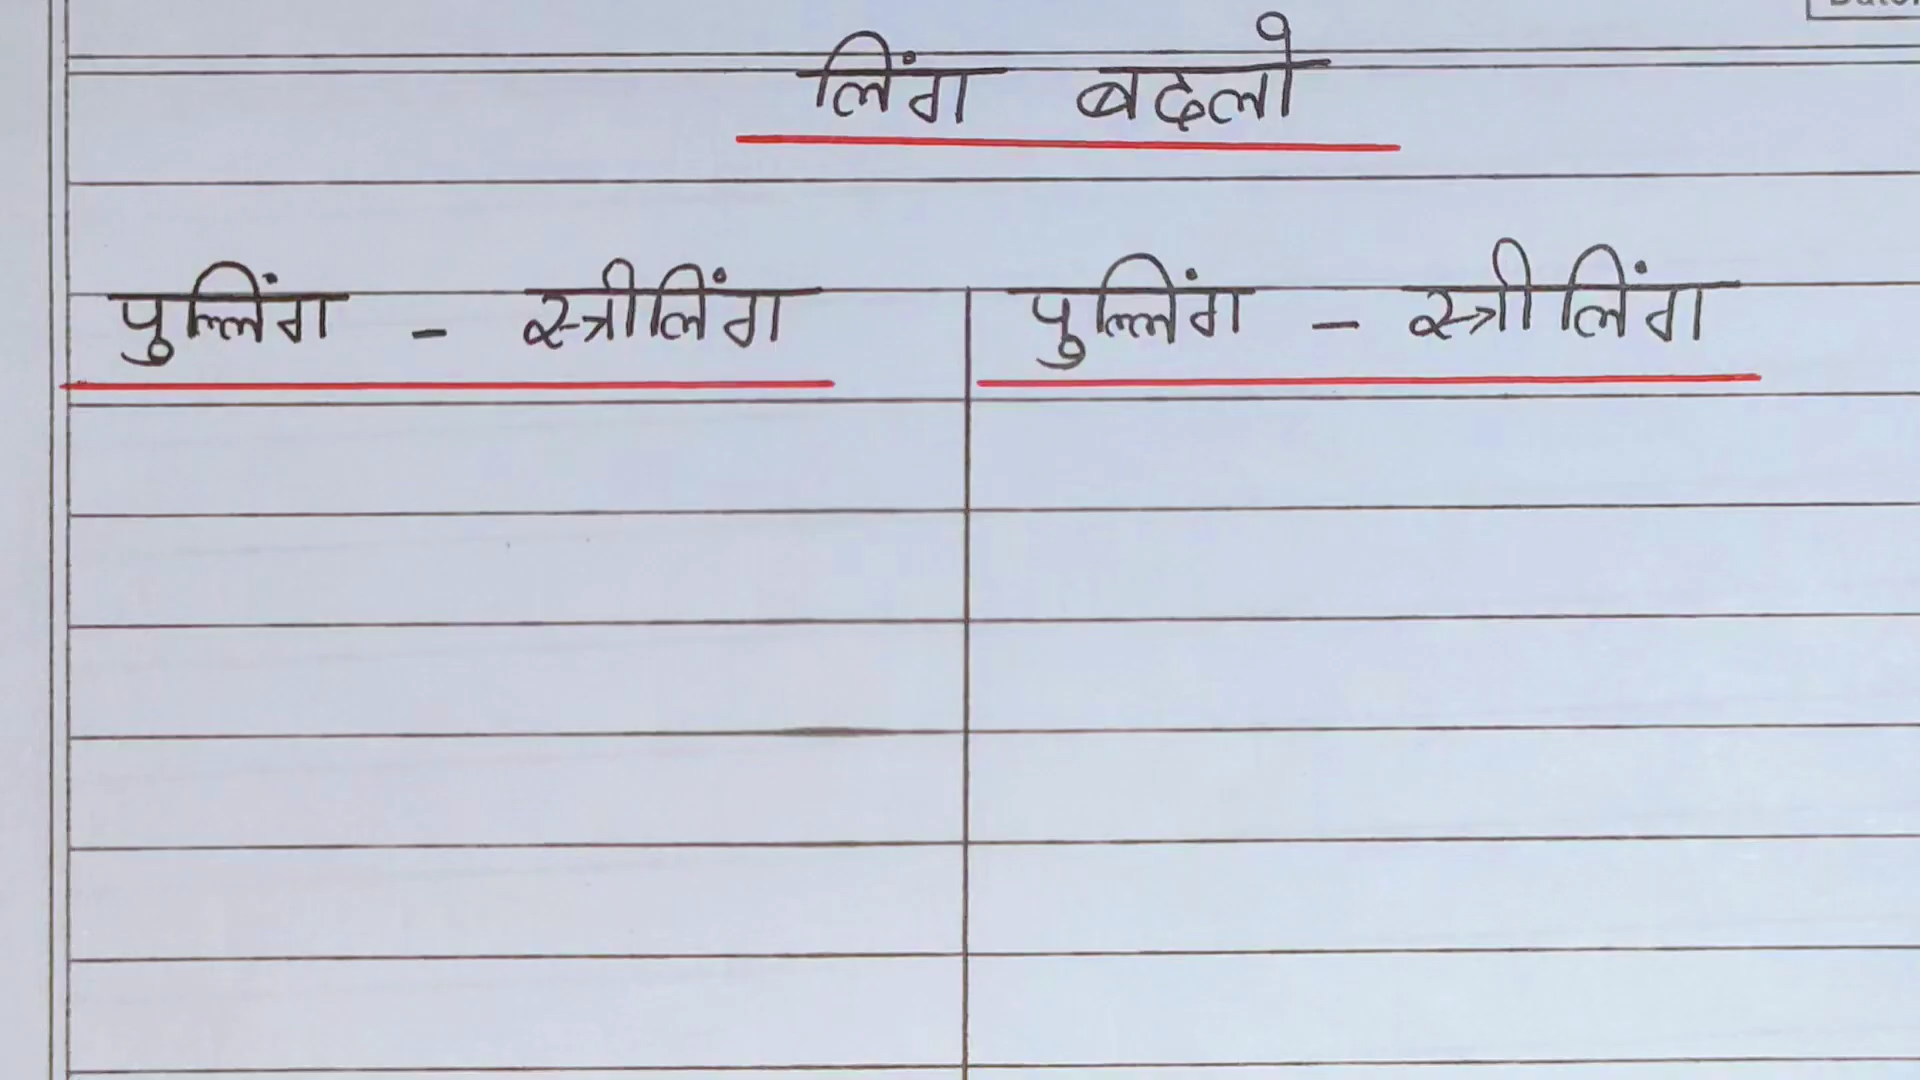 लिंग बदलो
पुल्लिंग - स्त्रीलिंग पुल्लिंग - स्त्रीलिंग